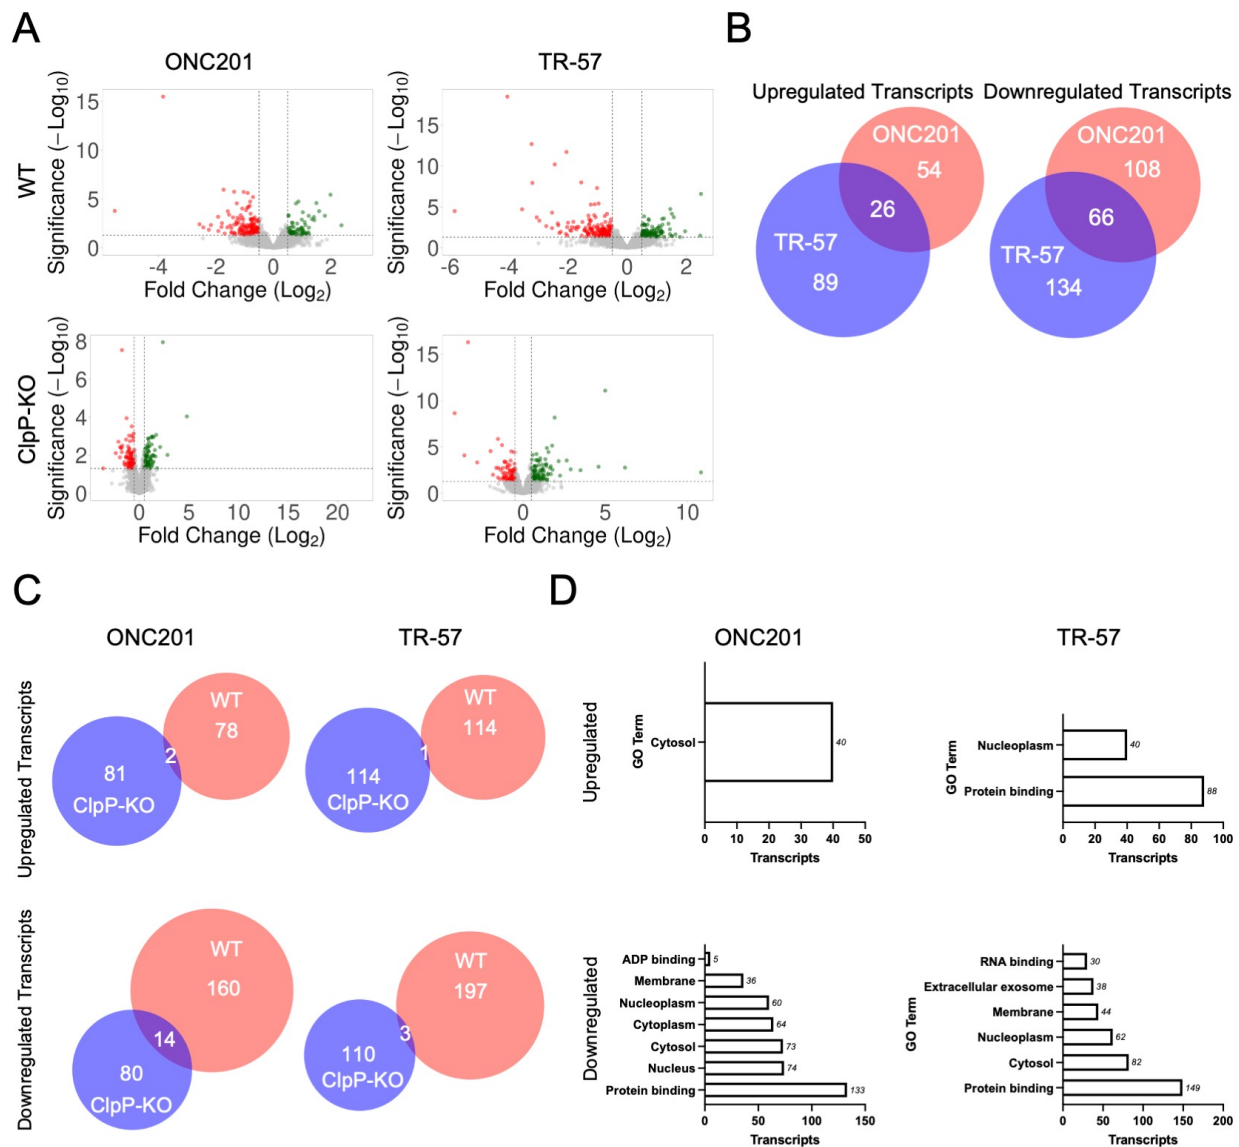 A
ONC201
TR-57
WT
Significance (−Log10)
15
10
5
0
-4
-2
0
2
Fold Change (Log2)
Significance (−Log10)
15
10
5
0
-6
-4
-2
0
2
Fold Change (Log2)
ClpP-KO
Significance (−Log10)
8
6
4
2
0
0
5
10
15
20
Fold Change (Log2)
Significance (−Log10)
15
10
5
0
0
5
10
Fold Change (Log2)
B
Upregulated Transcripts
ONC201
54
26
TR-57
89
Downregulated Transcripts
ONC201
108
66
TR-57
134
C
ONC201
TR-57
Upregulated Transcripts
WT
78
2
81
ClpP-KO
WT
114
1
114
ClpP-KO
Downregulated Transcripts
WT
160
14
80
ClpP-KO
WT
197
3
110
ClpP-KO
D
ONC201
TR-57
Upregulated
GO Term
Cytosol
40
0
10
20
30
40
50
Transcripts
GO Term
Nucleoplasm
40
Protein binding
88
0
20
40
60
80
100
Transcripts
Downregulated
ADP binding
5
Membrane
36
Nucleoplasm
60
Cytoplasm
64
Cytosol
73
Nucleus
74
Protein binding
133
0
50
100
150
Transcripts
GO Term
RNA binding
30
Extracellular exosome
38
Membrane
44
Nucleoplasm
62
Cytosol
82
Protein binding
149
0
50
100
150
200
Transcripts